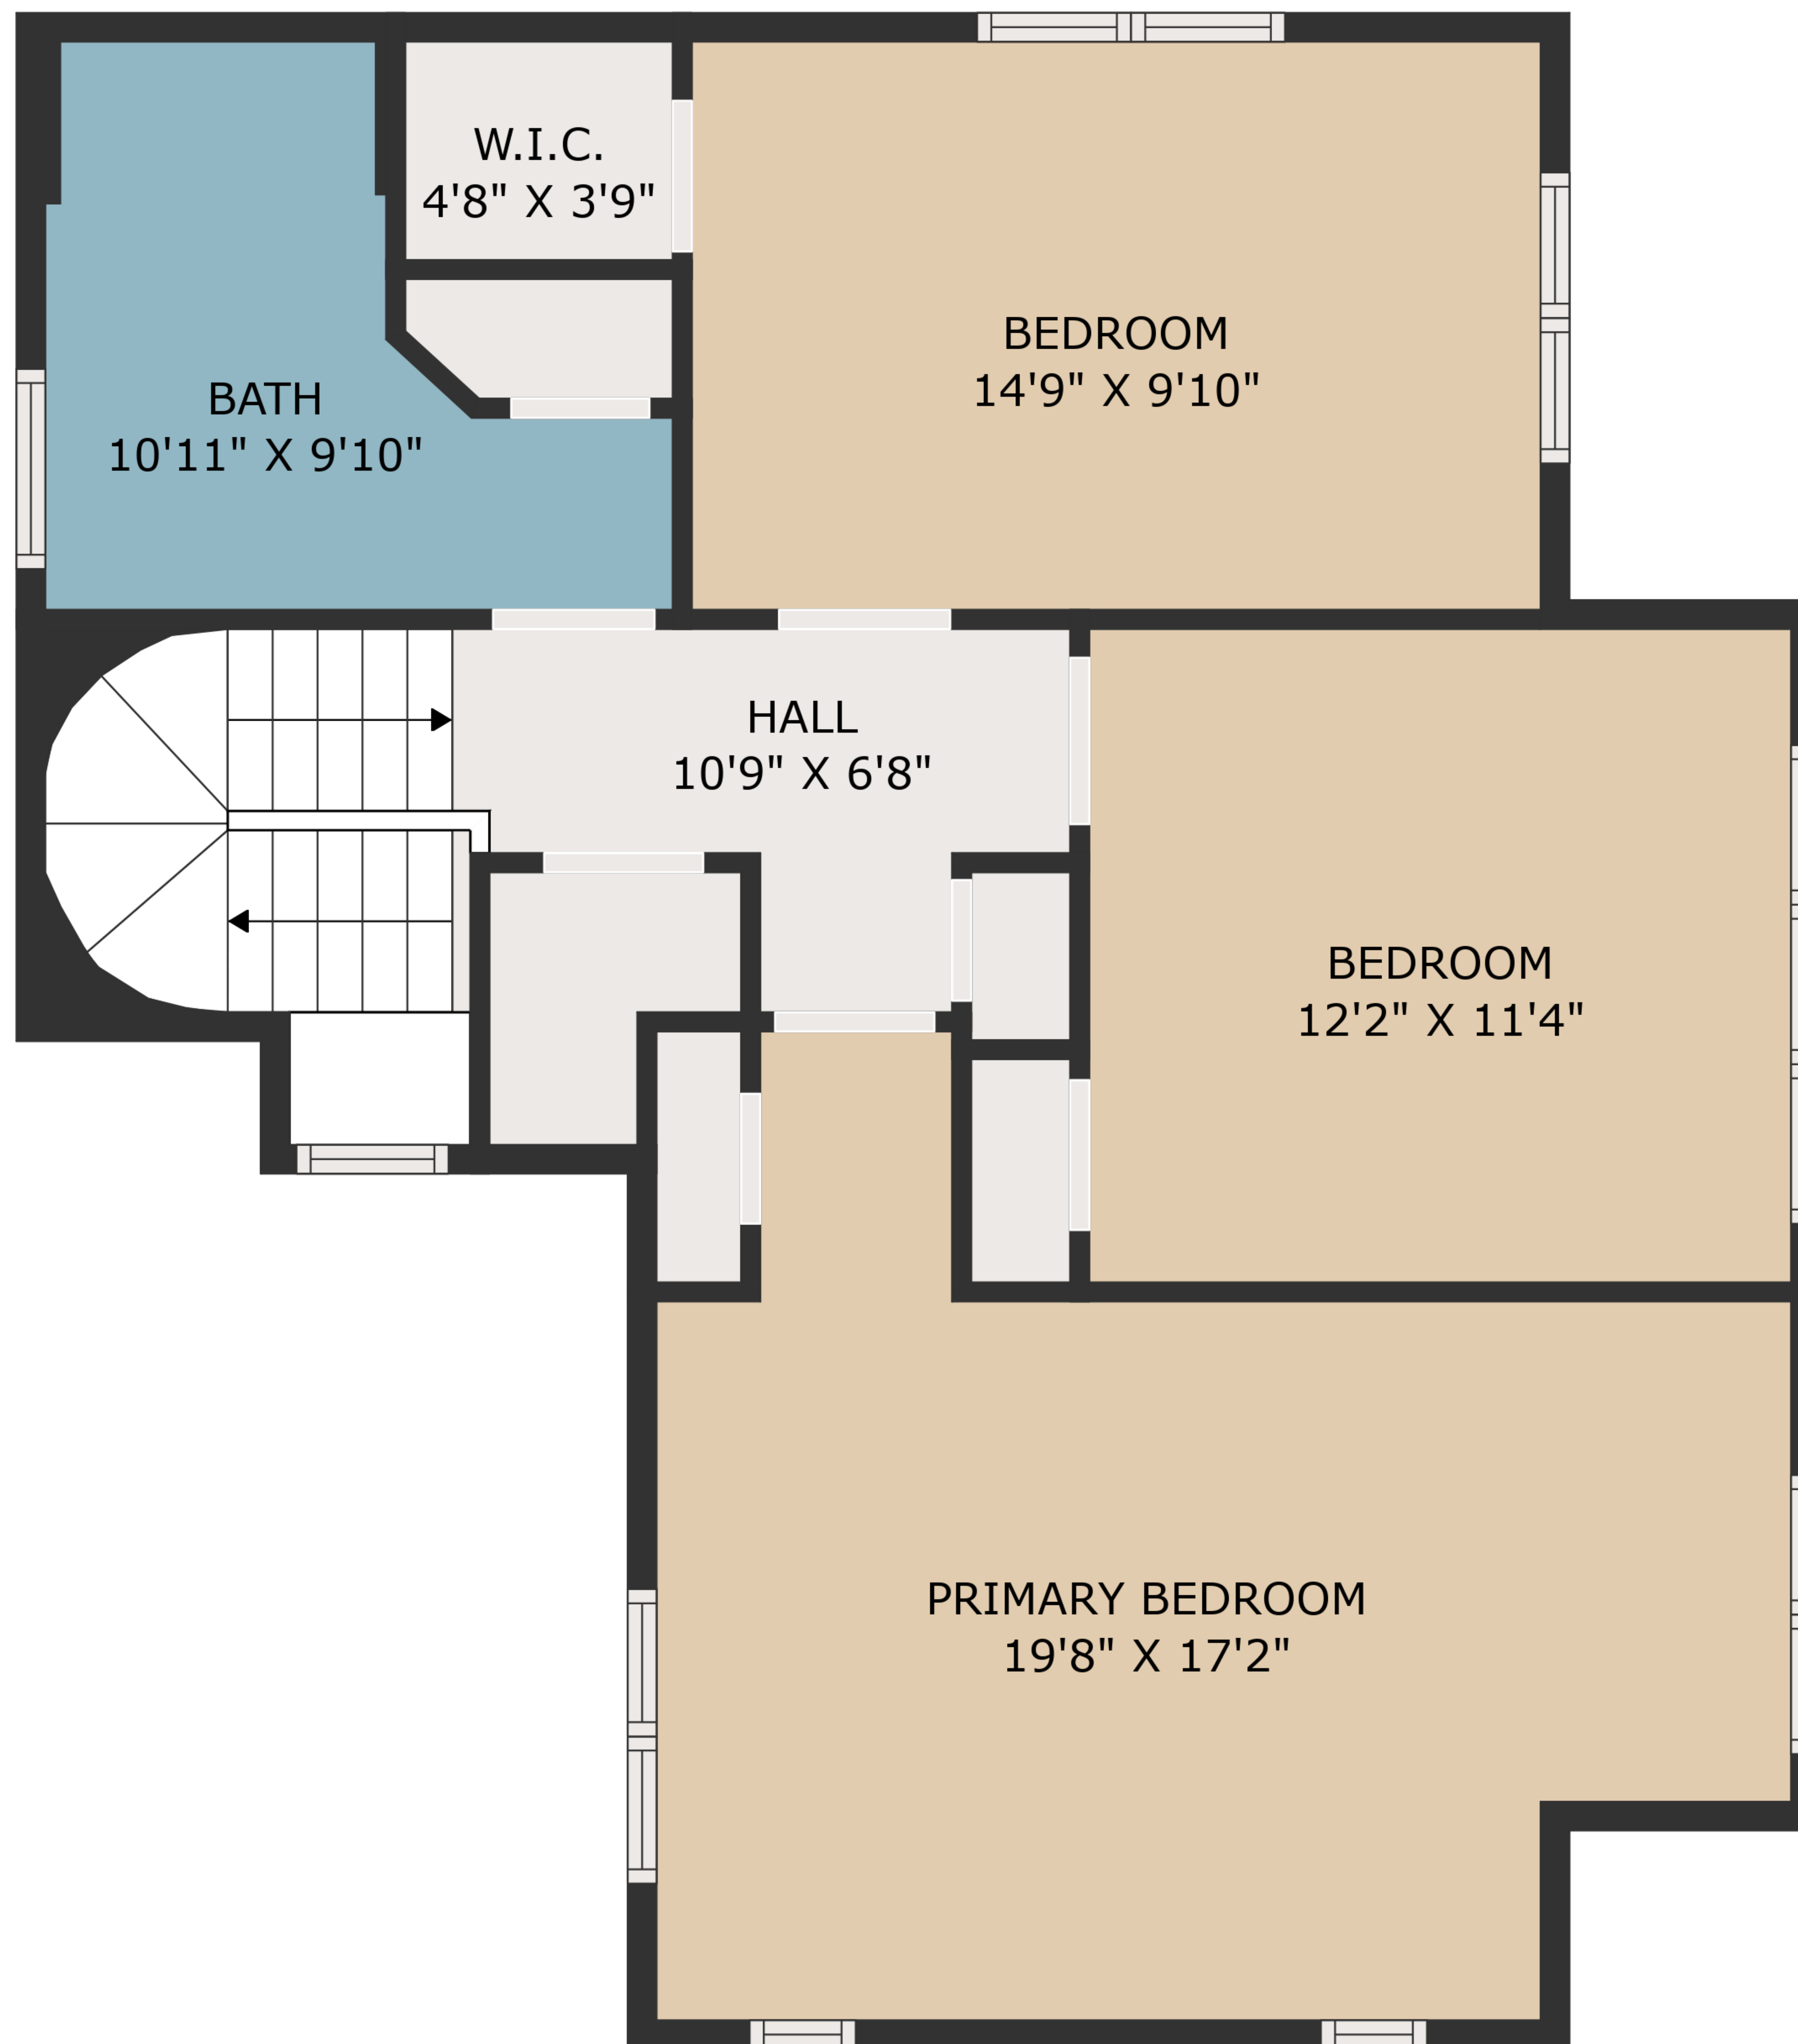 W.I.C.
4'8" X 3'9"
BEDROOM
14'9" X 9'10"
BATH
10'11" X 9'10"
HALL
10'9" X 6'8"
BEDROOM
12'2" X 11'4"
PRIMARY BEDROOM
19'8" X 17'2"